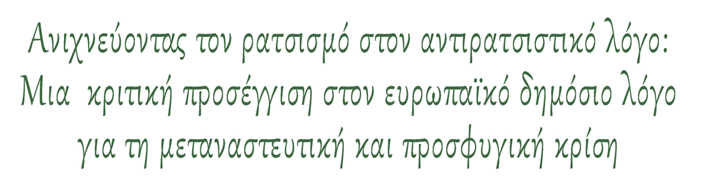 Ανιχνεύοντας τον ρατσισμό στον αντιρατσιστικό λόγο:
Μια κριτική προσέγγιση στον ευρωπαϊκό δημόσιο λόγο
για τη μεταναστευτική και προσφυγική κρίση